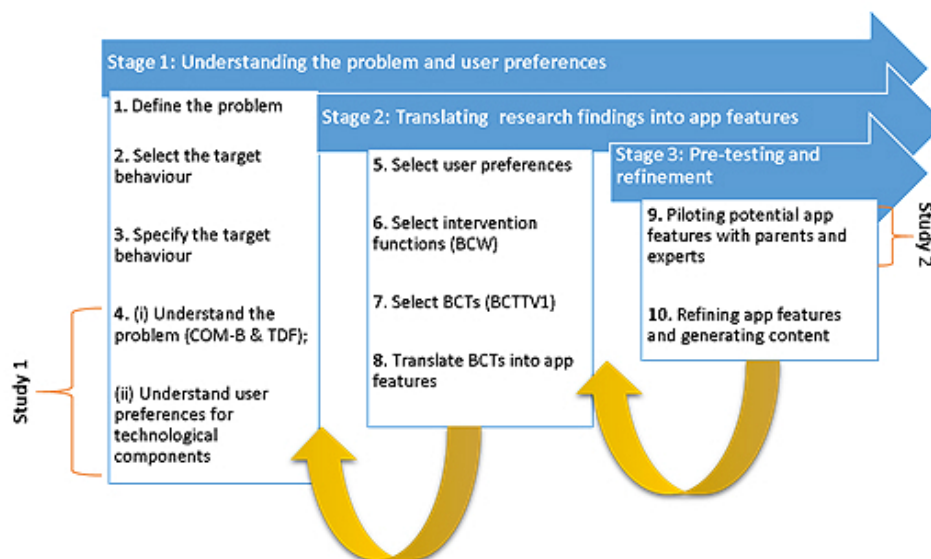 Stage 1: Understanding the problem and user preferences
1. Define the problem
2. Select the target
behaviour
3. Specify the target
behaviour
4. (i) Understand the
problem (COM-B & TDF);
(ii) Understand user
preferences for
technological
components
Study 1
Stage 2: Translating research findings into app features
5. Select user preferences
6. Select intervention
functions (BCW)
7. Select BCTs (BCTTV1}
8. Translate BCTs into app
features
Stage 3: Pre-testing and
refinement
9. Piloting potential app
features with parents and
experts
10. Refining app features
and generating content
Study 2